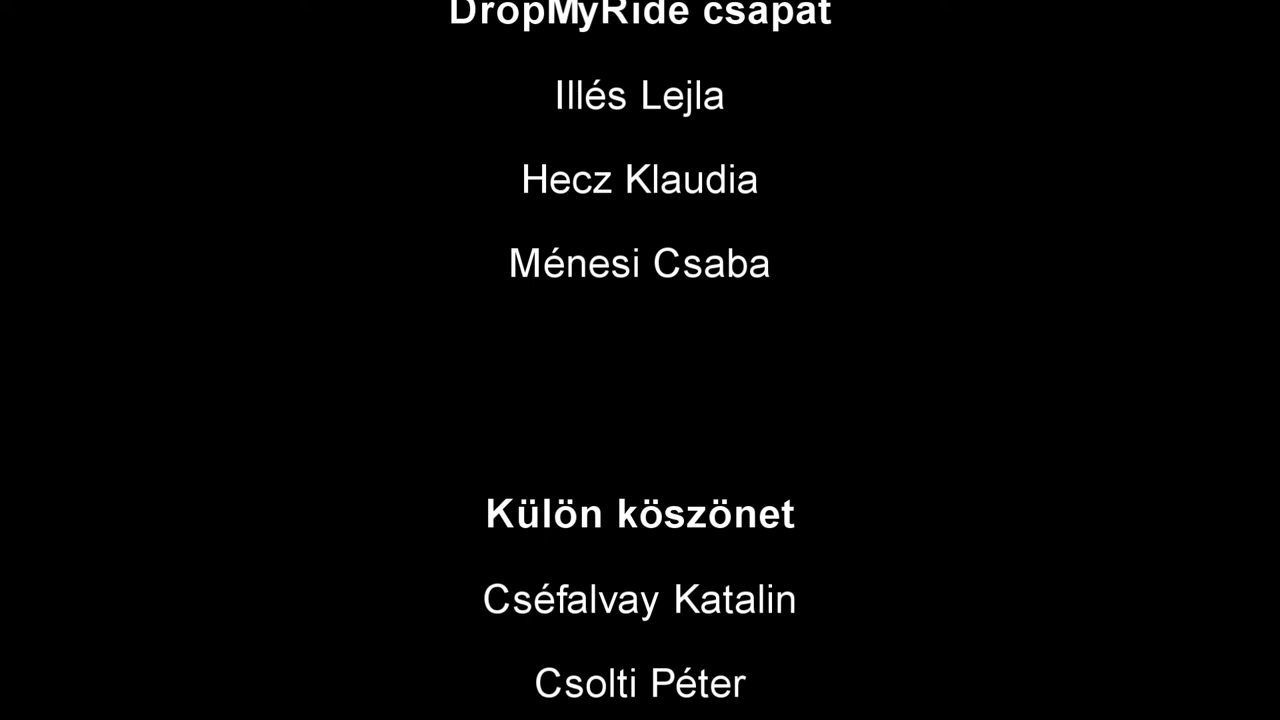 DropMyRide csapat
Illés Lejla
Hecz Klaudia
Ménesi Csaba
Külön köszönet
Cséfalvay Katalin
Csolti Péter